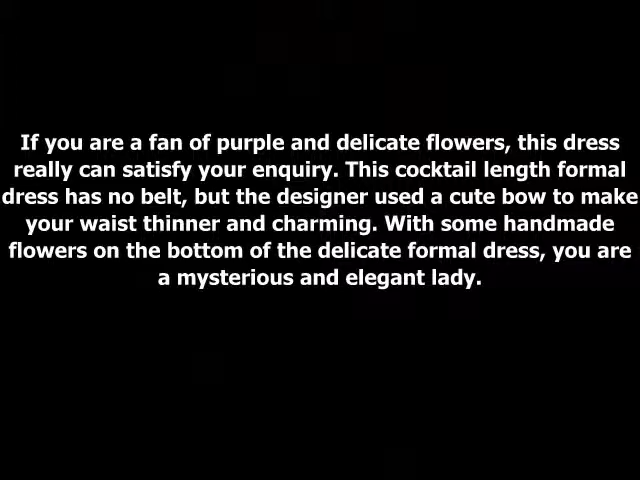 If you are a fan of purple and delicate flowers, this dress
really can satisfy your enquiry. This cocktail length formal
dress has no belt, but the designer used a cute bow to make
your waist thinner and charming. With some handmade
flowers on the bottom of the delicate formal dress, you are
a mysterious and elegant lady.